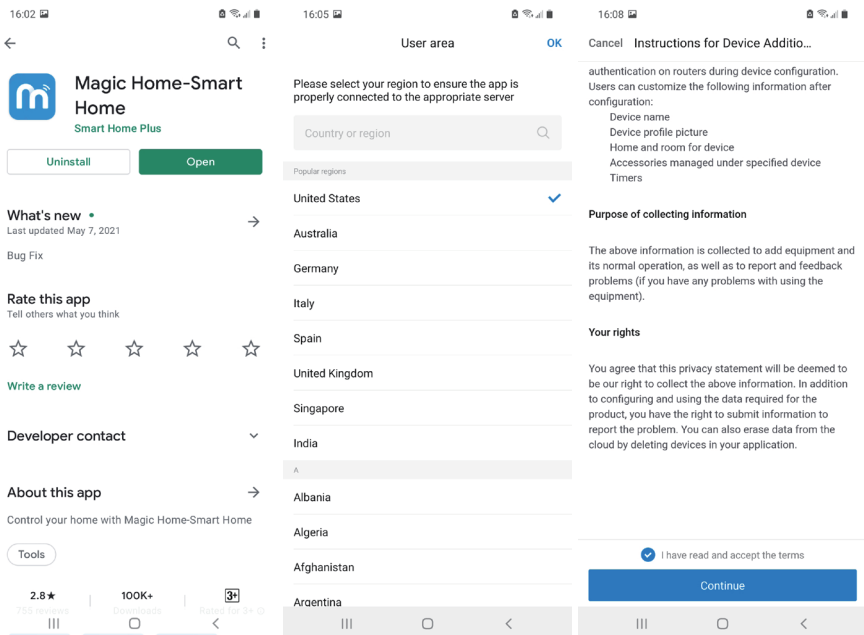 16:02
Magic Home-Smart
Home
Smart Home Plus
Uninstall
Open
What's new
Last updated May 7, 2021
Bug Fix
Rate this app
Tell others what you think
Write a review
Developer contact
About this app
Control your home with Magic Home-Smart Home
Tools
2.8★
100K+
3+
755 reviews
Downloads
Rated for 3+
16:05
User area
OK
Please select your region to ensure the app is
properly connected to the appropriate server
Country or region
Popular regions
United States
Australia
Germany
Italy
Spain
United Kingdom
Singapore
India
A
Albania
Algeria
Afghanistan
Argentina
16:08
Cancel
Instructions for Device Additio...
authentication on routers during device configuration.
Users can customize the following information after
configuration:
Device name
Device profile picture
Home and room for device
Accessories managed under specified device
Timers
Purpose of collecting information
The above information is collected to add equipment and
its normal operation, as well as to report and feedback
problems (if you have any problems with using the
equipment).
Your rights
You agree that this privacy statement will be deemed to
be our right to collect the above information. In addition
to configuring and using the data required for the
product, you have the right to submit information to
report the problem. You can also erase data from the
cloud by deleting devices in your application.
I have read and accept the terms
Continue